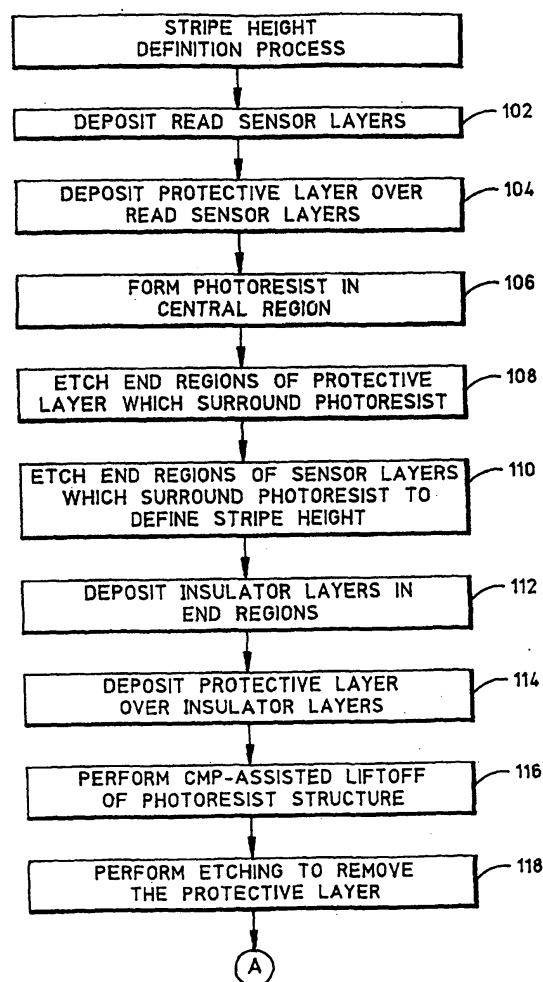 STRIPE HEIGHT
DEFINITION PROCESS
DEPOSIT READ SENSOR LAYERS
102
DEPOSIT PROTECTIVE LAYER OVER
READ SENSOR LAYERS
104
FORM PHOTORESIST IN
CENTRAL REGION
106
ETCH END REGIONS OF PROTECTIVE
LAYER WHICH SURROUND PHOTORESIST
108
ETCH END REGIONS OF SENSOR LAYERS
WHICH SURROUND PHOTORESIST TO
DEFINE STRIPE HEIGHT
110
DEPOSIT INSULATOR LAYERS IN
END REGIONS
112
DEPOSIT PROTECTIVE LAYER
OVER INSULATOR LAYERS
114
PERFORM CMP-ASSISTED LIFTOFF
OF PHOTORESIST STRUCTURE
116
PERFORM ETCHING TO REMOVE
THE PROTECTIVE LAYER
118
A